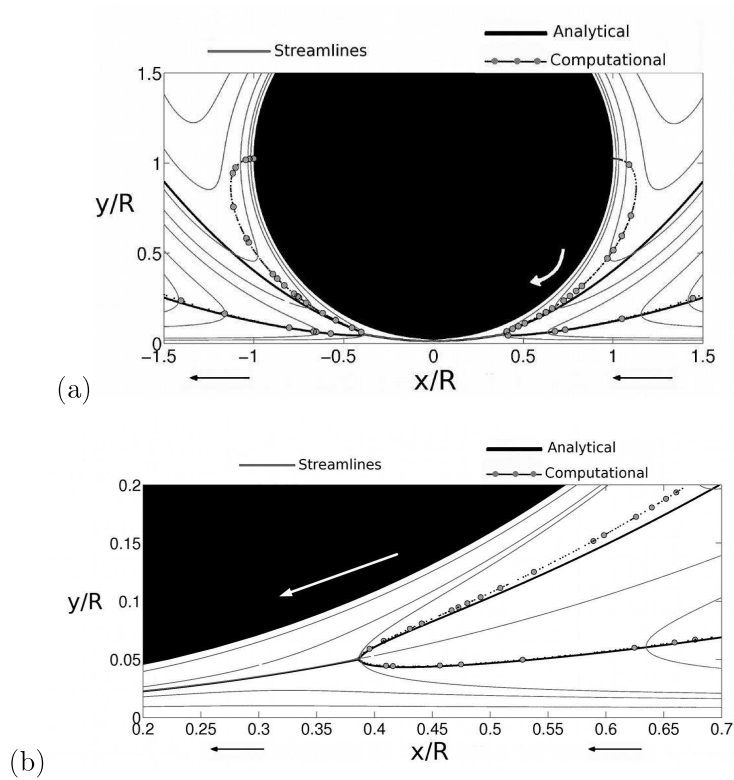 Analytical
Streamlines
Computational
1.5
1
y/R
0.5
0
−1.5 −1 −0.5 0 0.5 1 1.5
x/R
(a)
Analytical
Streamlines
Computational
0.2
0.15
y/R
0.1
0.05
0
0.2 0.25 0.3 0.35 0.4 0.45 0.5 0.55 0.6 0.65 0.7
x/R
(b)